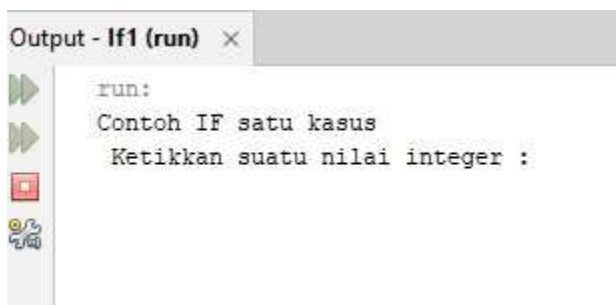 Output - If1 (run) ×
run:
Contoh IF satu kasus
Ketikkan suatu nilai integer :